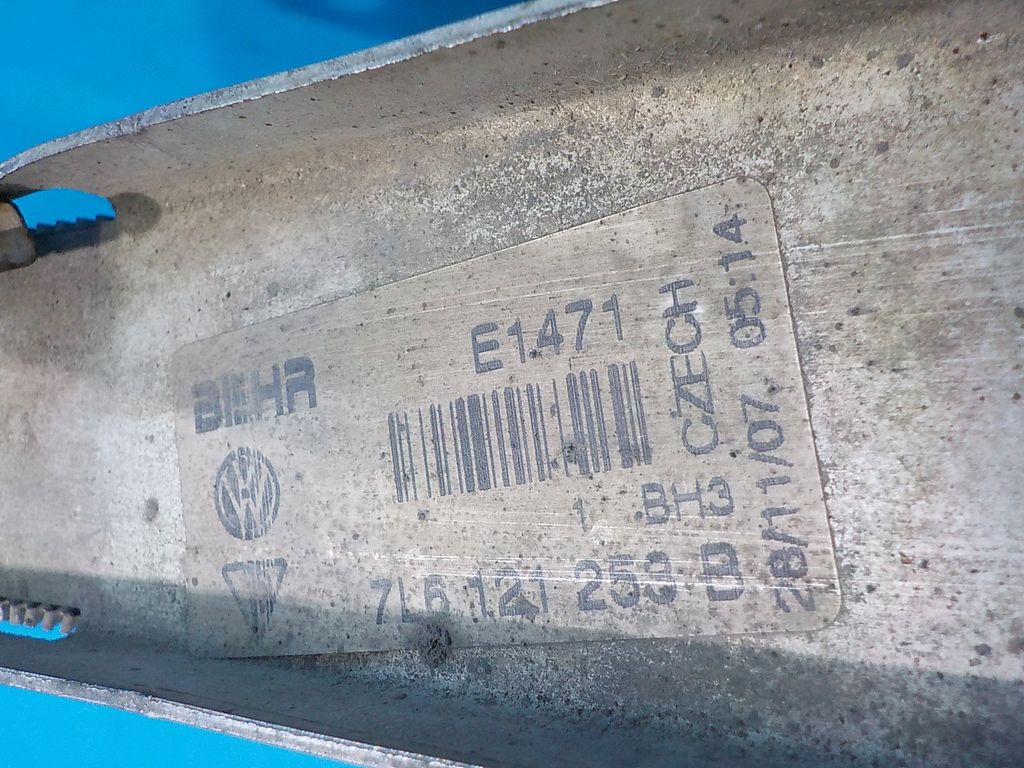 BEHR
E1471
1
7L6 121 253 B
BH3 CZECH
28/11/07 05:14